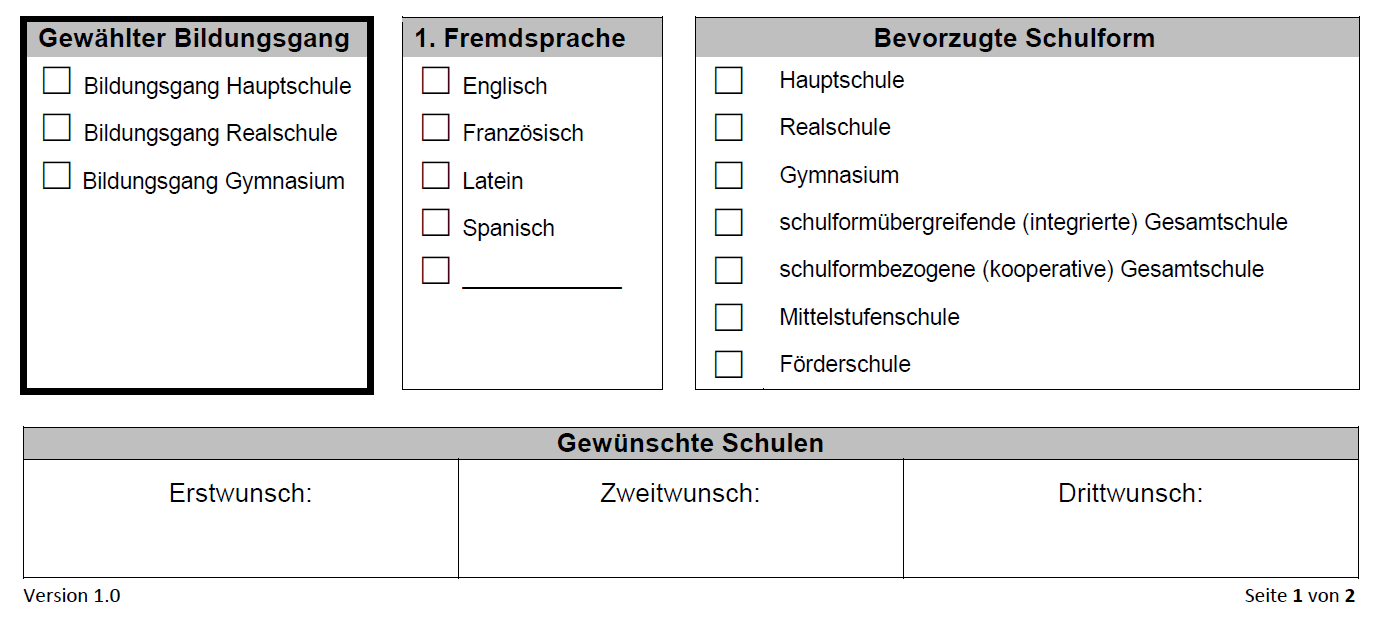 Gewählter Bildungsgang
Bildungsgang Hauptschule
Bildungsgang Realschule
Bildungsgang Gymnasium
1. Fremdsprache
Englisch
Französisch
Latein
Spanisch
Bevorzugte Schulform
Hauptschule
Realschule
Gymnasium
schulformübergreifende (integrierte) Gesamtschule
schulformbezogene (kooperative) Gesamtschule
Mittelstufenschule
Förderschule
Gewünschte Schulen
Erstwunsch:
Zweitwunsch:
Drittwunsch:
Version 1.0
Seite 1 von 2